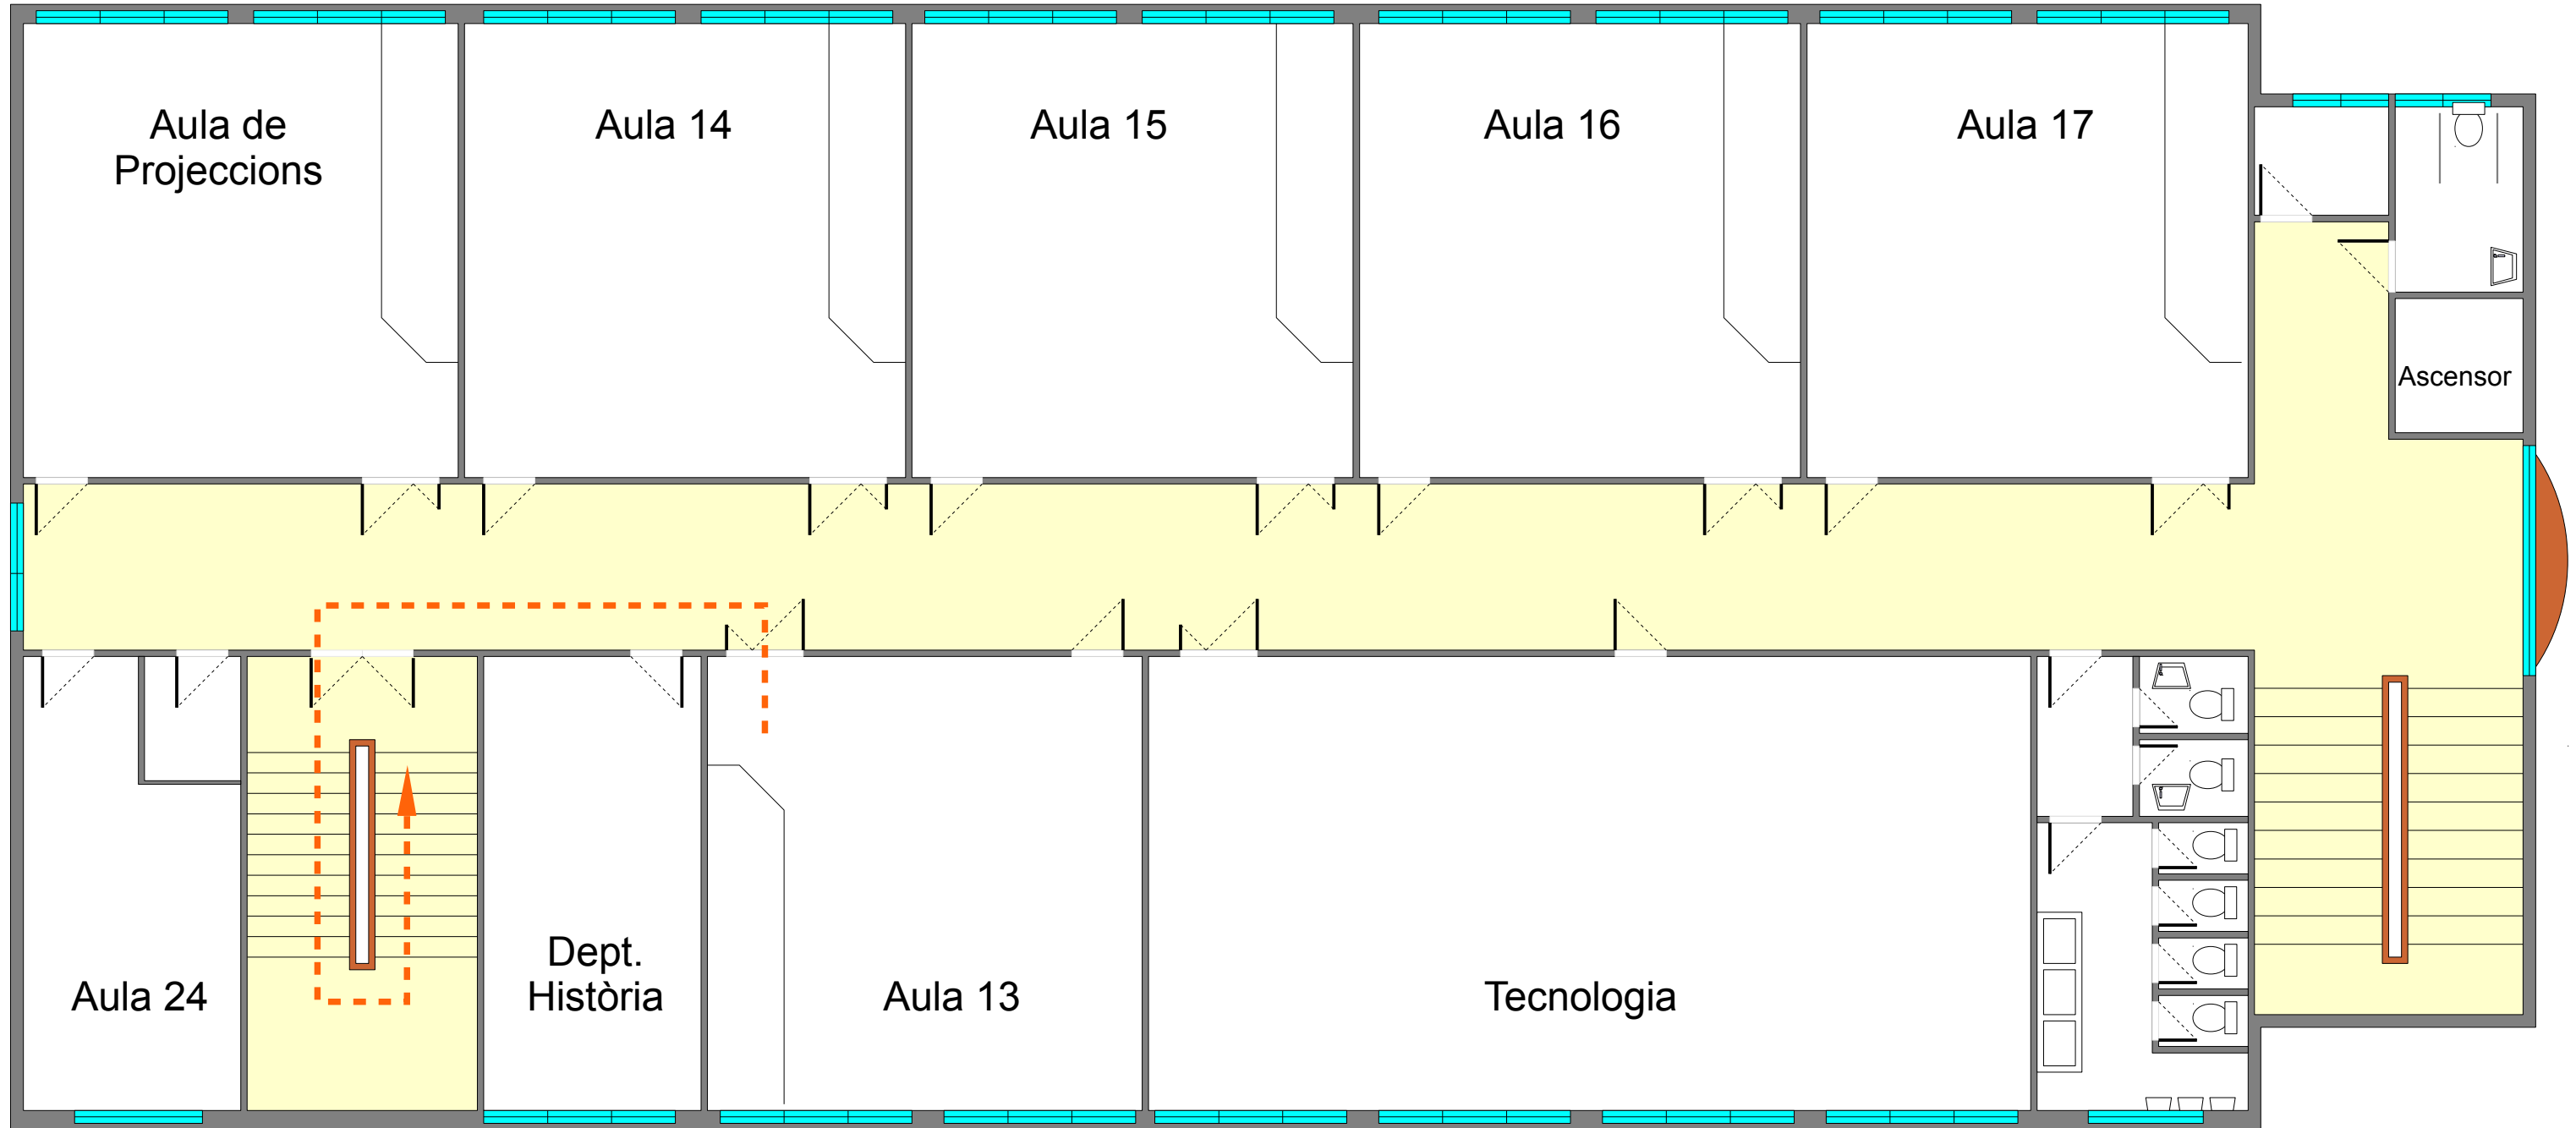 Aula de
Projeccions
Aula 14
Aula 15
Aula 16
Aula 17
Ascensor
Aula 24
Dept.
Història
Aula 13
Tecnologia